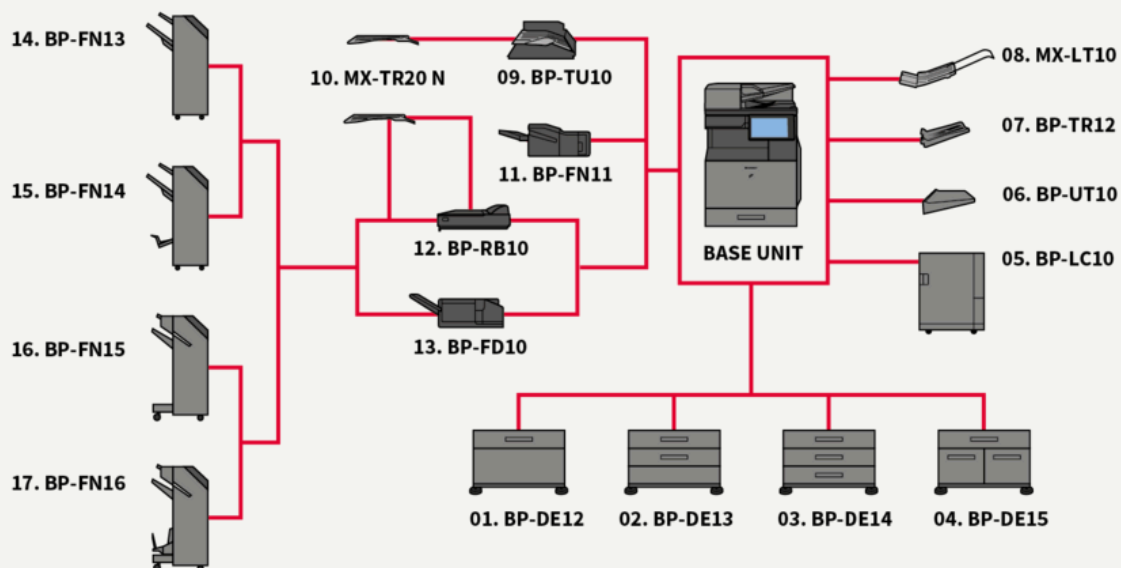 14. BP-FN13
10. MX-TR20 N
09. BP-TU10
08. MX-LT10
07. BP-TR12
11. BP-FN11
15. BP-FN14
06. BP-UT10
12. BP-RB10
BASE UNIT
05. BP-LC10
16. BP-FN15
13. BP-FD10
17. BP-FN16
01. BP-DE12
02. BP-DE13
03. BP-DE14
04. BP-DE15